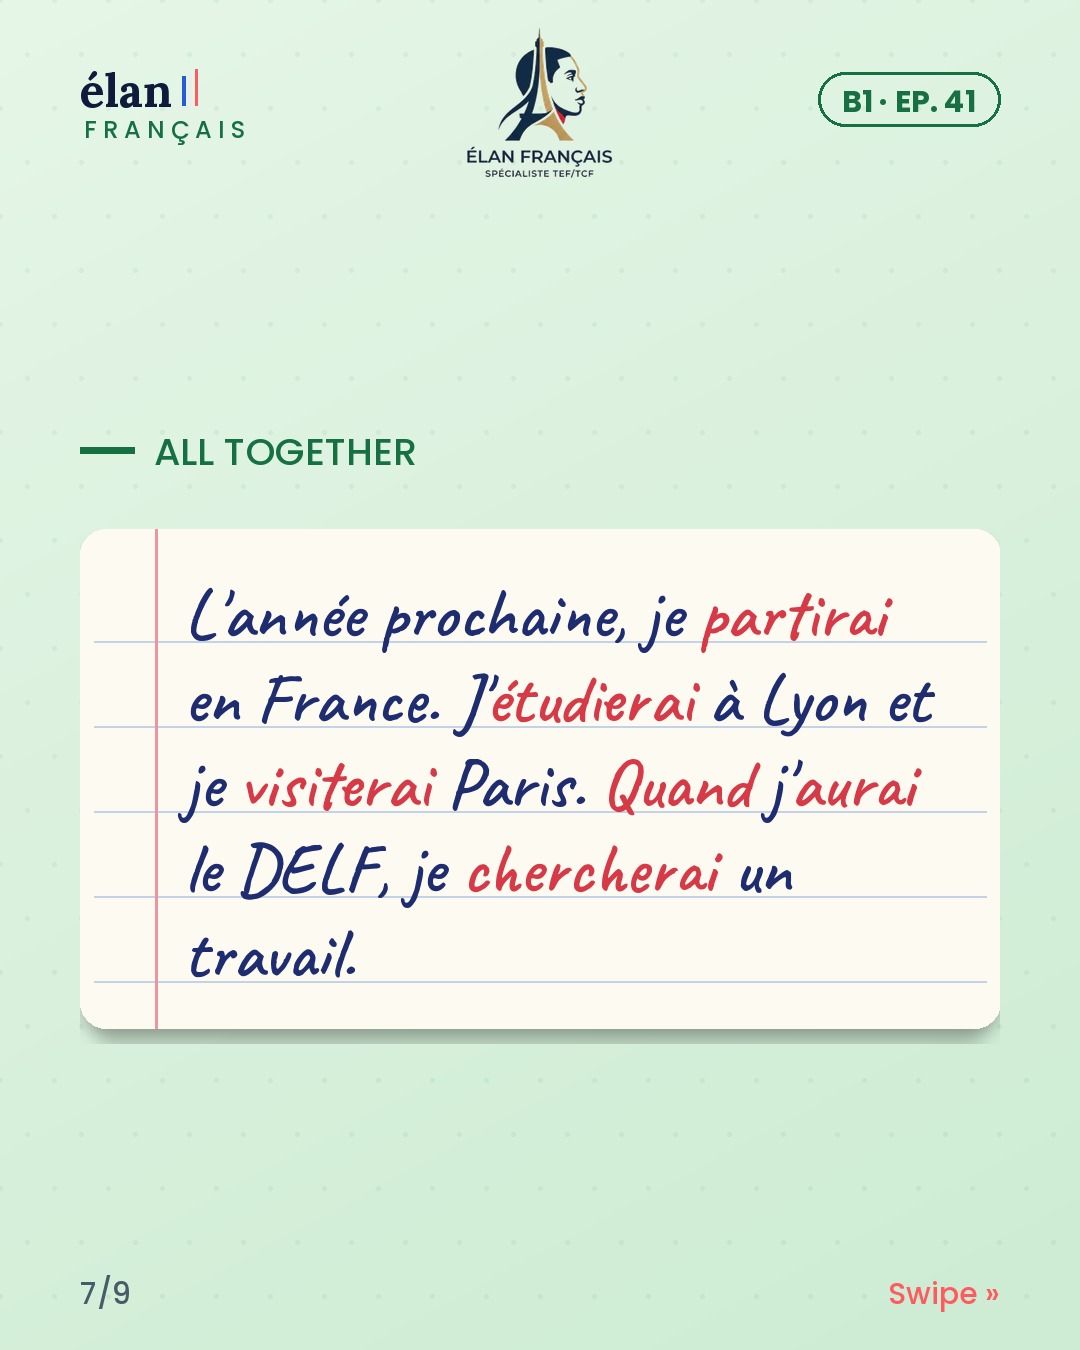 élan
FRANÇAIS
ÉLAN FRANÇAIS
SPÉCIALISTE TEF/TCF
B1 · EP. 41
ALL TOGETHER
L'année prochaine, je partirai
en France. J'étudierai à Lyon et
je visiterai Paris. Quand j'aurai
le DELF, je chercherai un
travail.
7/9
Swipe »